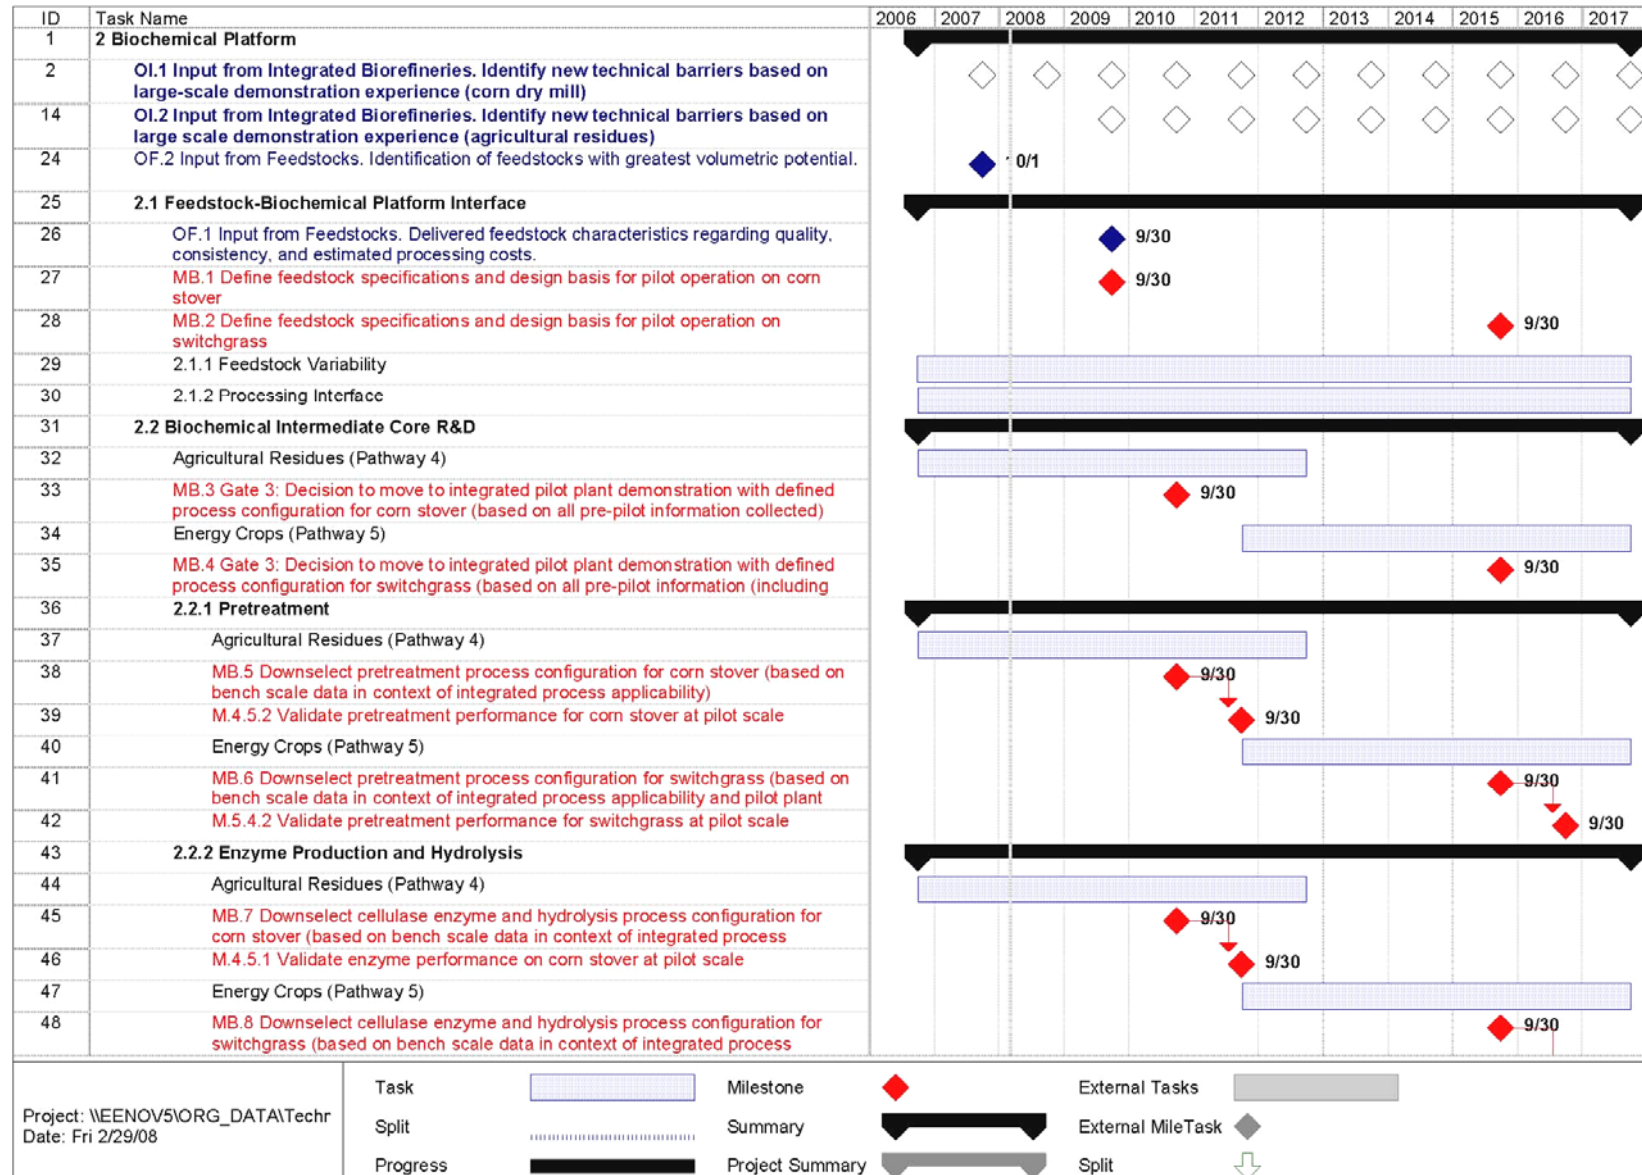 ID Task Name 2006 2007 2008 2009 2010 2011 2012 2013 2014 2015 2016 2017
1 2 Biochemical Platform
2 OI.1 Input from Integrated Biorefineries. Identify new technical barriers based on
large-scale demonstration experience (corn dry mill)
14 OI.2 Input from Integrated Biorefineries. Identify new technical barriers based on
large scale demonstration experience (agricultural residues)
24 OF.2 Input from Feedstocks. Identification of feedstocks with greatest volumetric potential. 10/1
25 2.1 Feedstock-Biochemical Platform Interface
26 OF.1 Input from Feedstocks. Delivered feedstock characteristics regarding quality, 9/30
consistency, and estimated processing costs.
27 MB.1 Define feedstock specifications and design basis for pilot operation on corn 9/30
stover
28 MB.2 Define feedstock specifications and design basis for pilot operation on 9/30
switchgrass
29 2.1.1 Feedstock Variability
30 2.1.2 Processing Interface
31 2.2 Biochemical Intermediate Core R&D
32 Agricultural Residues (Pathway 4)
33 MB.3 Gate 3: Decision to move to integrated pilot plant demonstration with defined 9/30
process configuration for corn stover (based on all pre-pilot information collected)
34 Energy Crops (Pathway 5)
35 MB.4 Gate 3: Decision to move to integrated pilot plant demonstration with defined 9/30
process configuration for switchgrass (based on all pre-pilot information (including
36 2.2.1 Pretreatment
37 Agricultural Residues (Pathway 4)
38 MB.5 Downselect pretreatment process configuration for corn stover (based on 9/30
bench scale data in context of integrated process applicability)
39 M.4.5.2 Validate pretreatment performance for corn stover at pilot scale 9/30
40 Energy Crops (Pathway 5)
41 MB.6 Downselect pretreatment process configuration for switchgrass (based on 9/30
bench scale data in context of integrated process applicability and pilot plant
42 M.5.4.2 Validate pretreatment performance for switchgrass at pilot scale 9/30
43 2.2.2 Enzyme Production and Hydrolysis
44 Agricultural Residues (Pathway 4)
45 MB.7 Downselect cellulase enzyme and hydrolysis process configuration for 9/30
corn stover (based on bench scale data in context of integrated process
46 M.4.5.1 Validate enzyme performance on corn stover at pilot scale 9/30
47 Energy Crops (Pathway 5)
48 MB.8 Downselect cellulase enzyme and hydrolysis process configuration for 9/30
switchgrass (based on bench scale data in context of integrated process
Project: \\EENOV5\ORG_DATA\Techr
Date: Fri 2/29/08
Task Milestone External Tasks
Split Summary External MileTask
Progress Project Summary Split